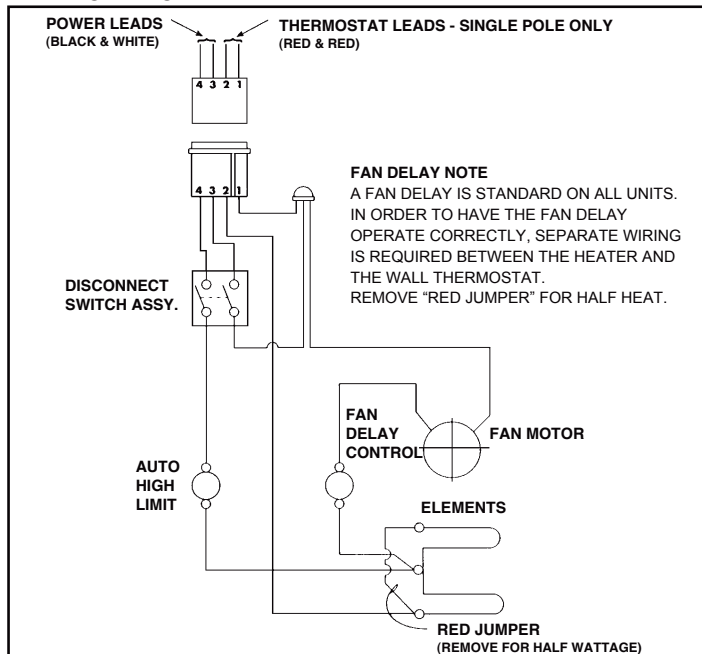 POWER LEADS
(BLACK & WHITE)
THERMOSTAT LEADS - SINGLE POLE ONLY
(RED & RED)
4 3 2 1
4 3 2 1
FAN DELAY NOTE
A FAN DELAY IS STANDARD ON ALL UNITS.
IN ORDER TO HAVE THE FAN DELAY
OPERATE CORRECTLY, SEPARATE WIRING
IS REQUIRED BETWEEN THE HEATER AND
THE WALL THERMOSTAT.
REMOVE “RED JUMPER” FOR HALF HEAT.
DISCONNECT
SWITCH ASSY.
FAN
DELAY
CONTROL
FAN MOTOR
AUTO
HIGH
LIMIT
ELEMENTS
RED JUMPER
(REMOVE FOR HALF WATTAGE)